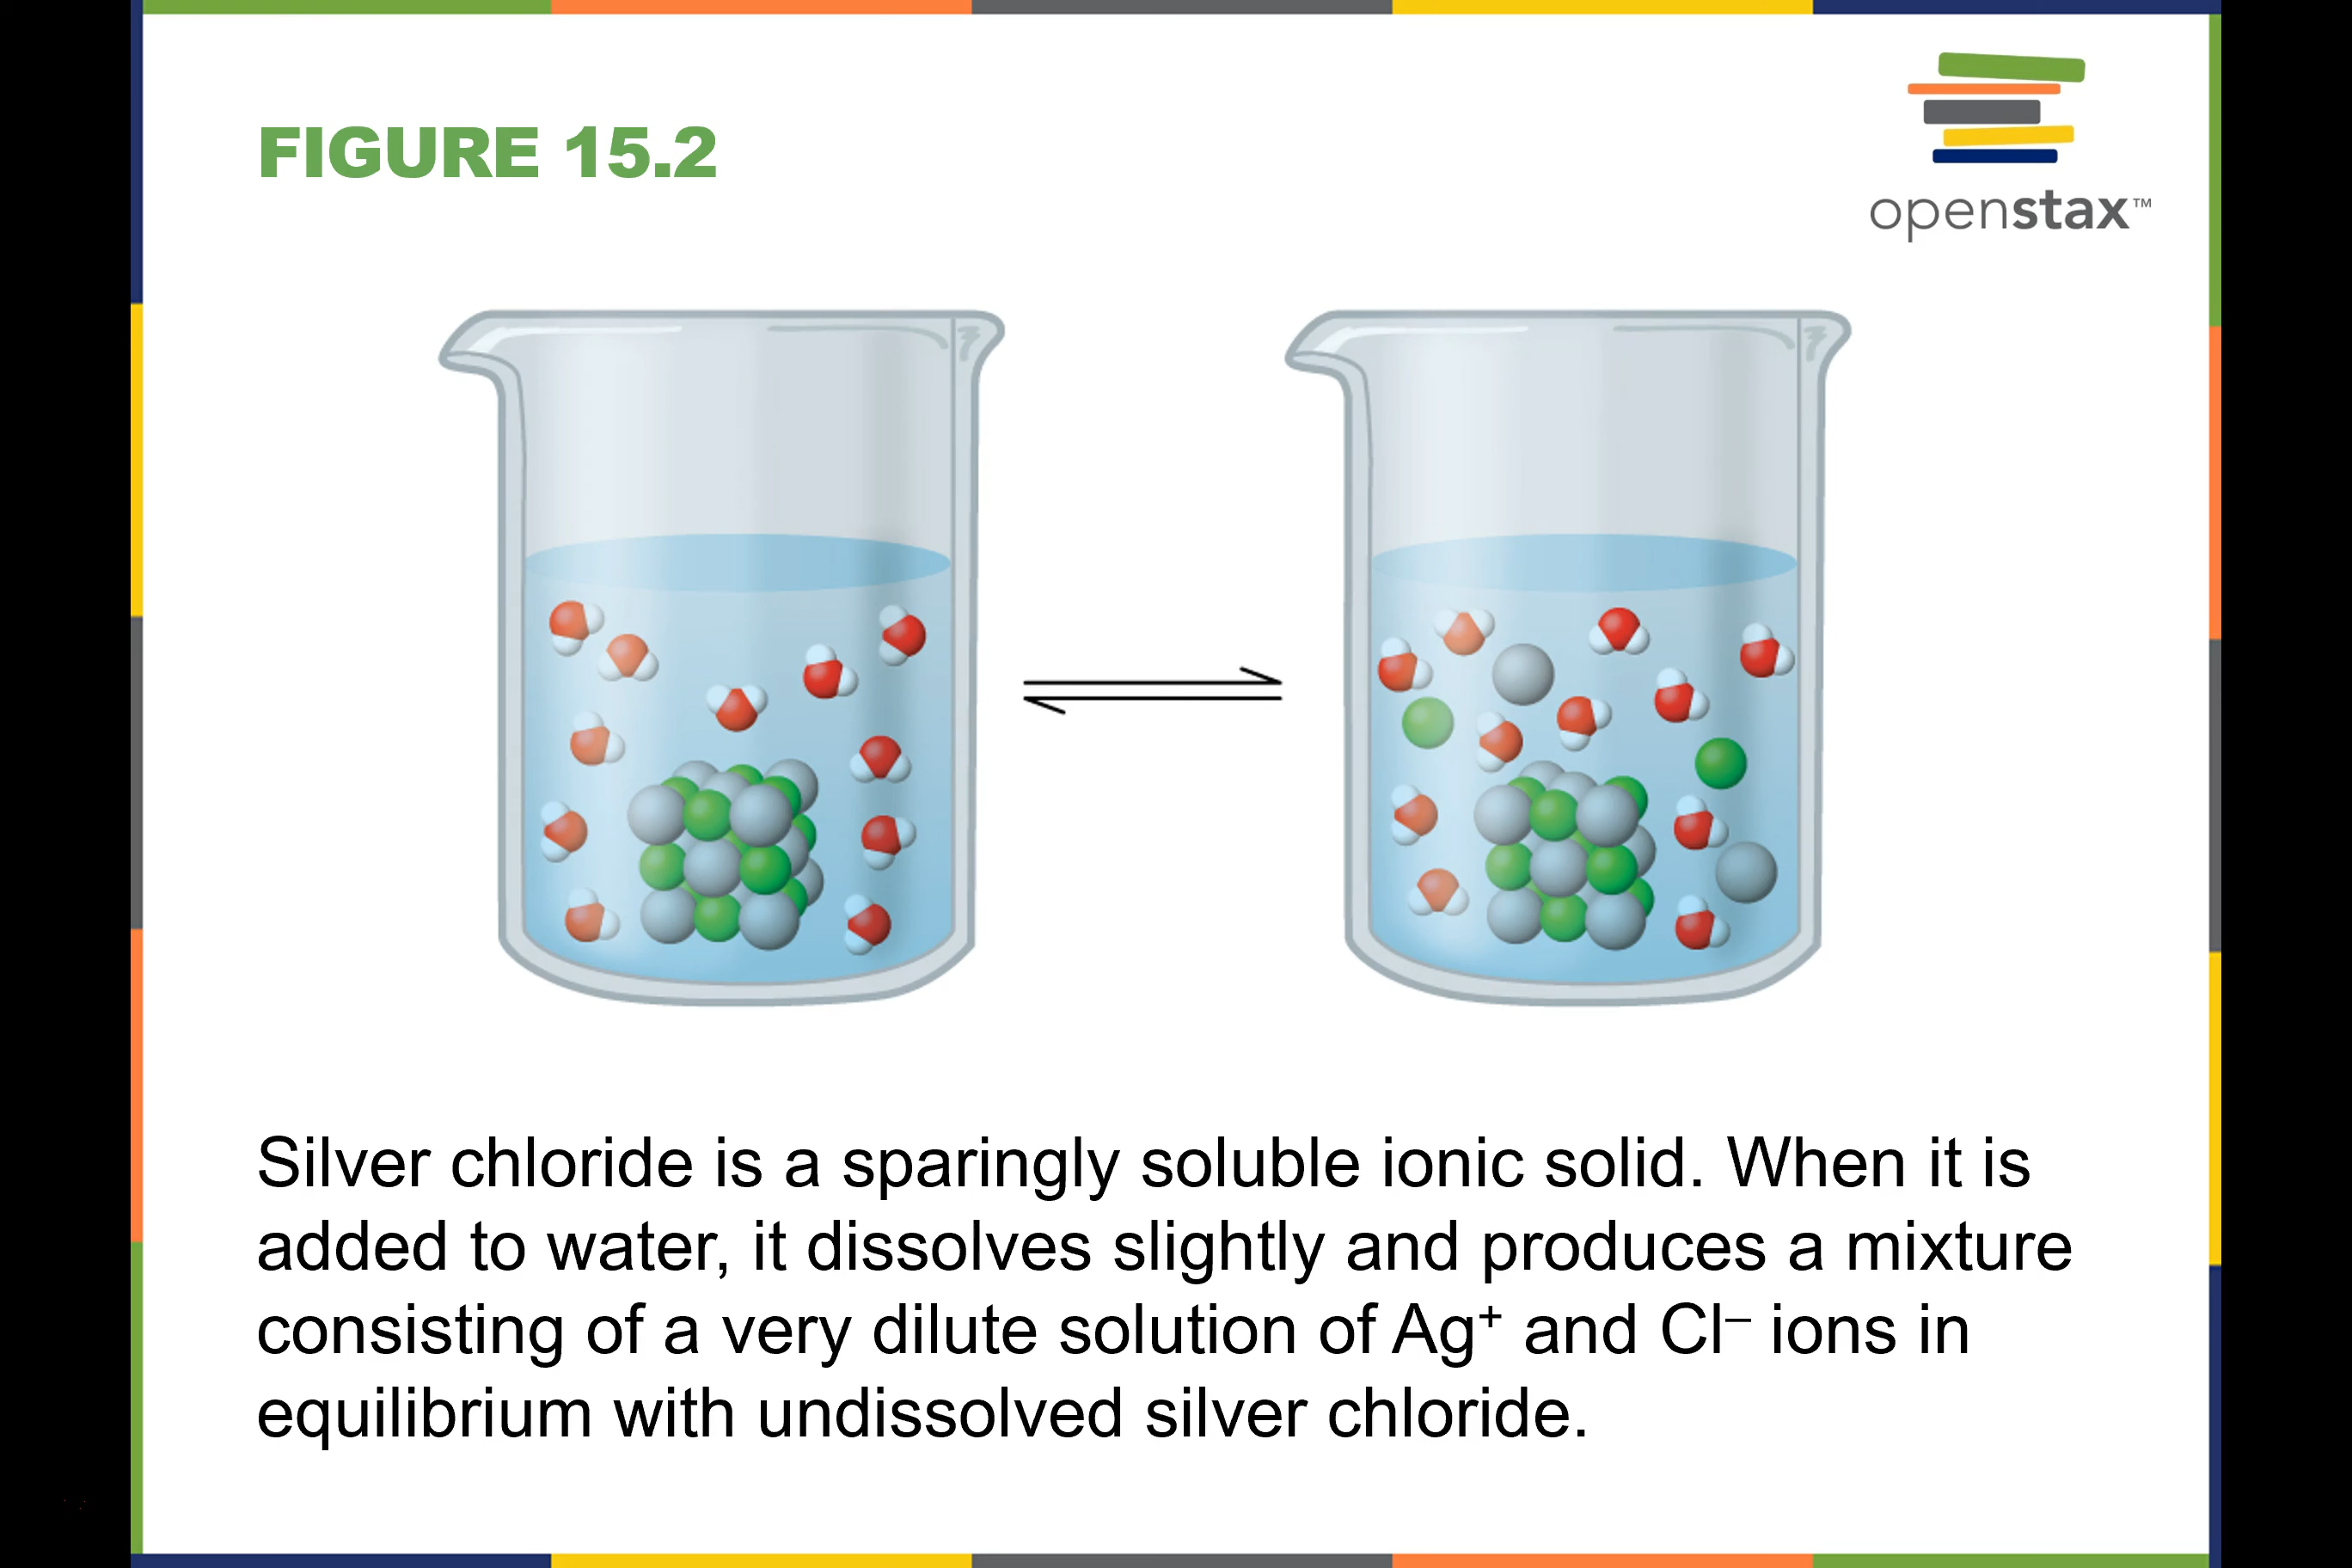 FIGURE 15.2
openstax™
Silver chloride is a sparingly soluble ionic solid. When it is
added to water, it dissolves slightly and produces a mixture
consisting of a very dilute solution of Ag⁺ and Cl⁻ ions in
equilibrium with undissolved silver chloride.